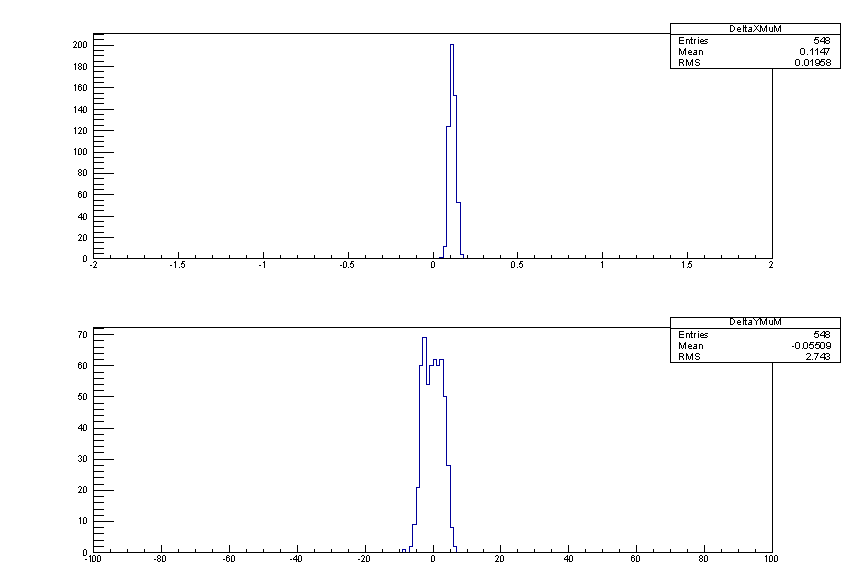 DeltaXMuM
Entries 548
Mean 0.1147
RMS 0.01958
200
180
160
140
120
100
80
60
40
20
0
-2 -1.5 -1 -0.5 0 0.5 1 1.5 2
DeltaYMuM
Entries 548
Mean -0.05509
RMS 2.743
70
60
50
40
30
20
10
0
-100 -80 -60 -40 -20 0 20 40 60 80 100